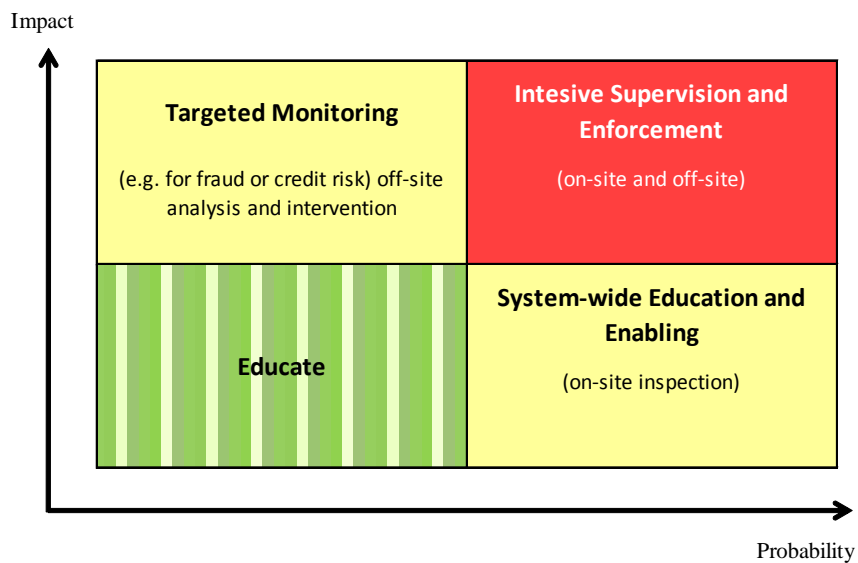 Impact
Targeted Monitoring
(e.g. for fraud or credit risk) off-site
analysis and intervention
Intesive Supervision and
Enforcement
(on-site and off-site)
Educate
System-wide Education and
Enabling
(on-site inspection)
Probability